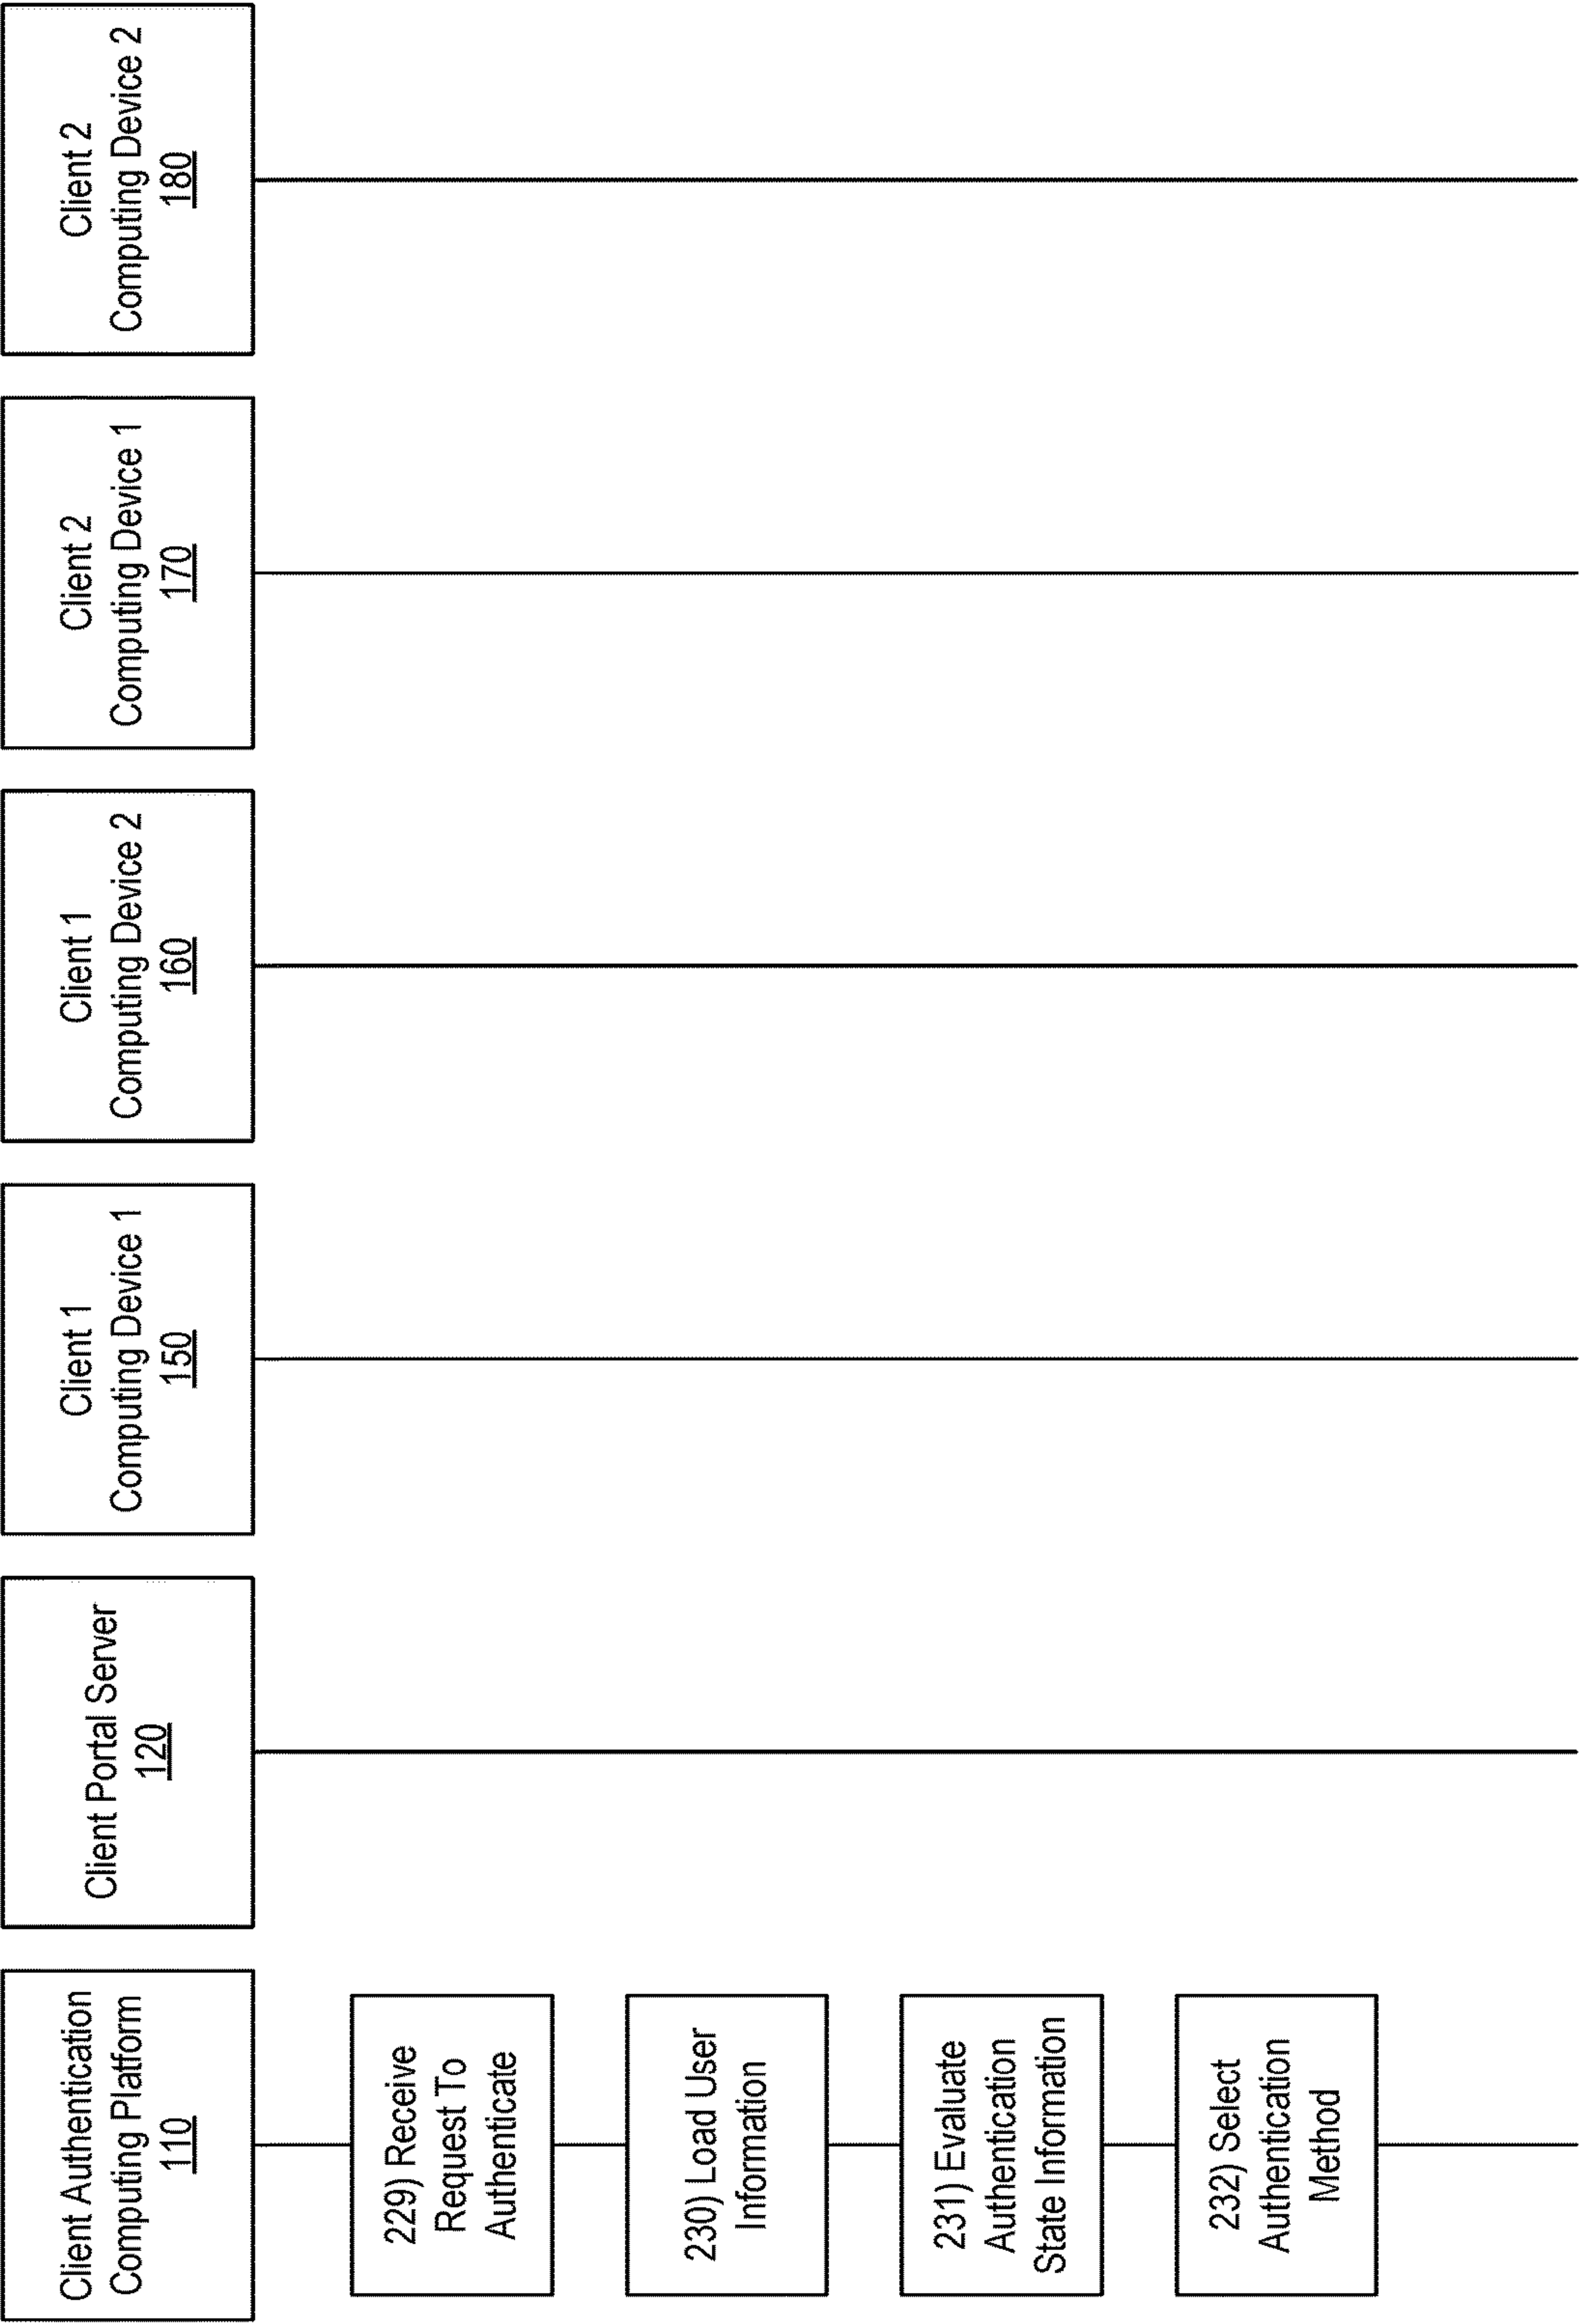 Client Authentication
Computing Platform
110
Client Portal Server
120
Client 1
Computing Device 1
150
Client 1
Computing Device 2
160
Client 2
Computing Device 1
170
Client 2
Computing Device 2
180
229) Receive
Request To
Authenticate
230) Load User
Information
231) Evaluate
Authentication
State Information
232) Select
Authentication
Method